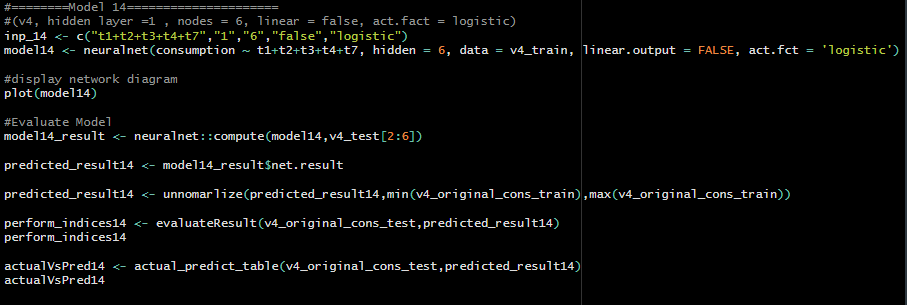 #========Model 14=====================
#(v4, hidden layer =1 , nodes = 6, linear = false, act.fact = logistic)
inp_14 <- c("t1+t2+t3+t4+t7","1","6","false","logistic")
model14 <- neuralnet(consumption ~ t1+t2+t3+t4+t7, hidden = 6, data = v4_train, linear.output = FALSE, act.fct = 'logistic')
#display network diagram
plot(model14)
#Evaluate Model
model14_result <- neuralnet::compute(model14,v4_test[2:6])
predicted_result14 <- model14_result$net.result
predicted_result14 <- unnomarlize(predicted_result14,min(v4_original_cons_train),max(v4_original_cons_train))
perform_indices14 <- evaluateResult(v4_original_cons_test,predicted_result14)
perform_indices14
actualVsPred14 <- actual_predict_table(v4_original_cons_test,predicted_result14)
actualVsPred14